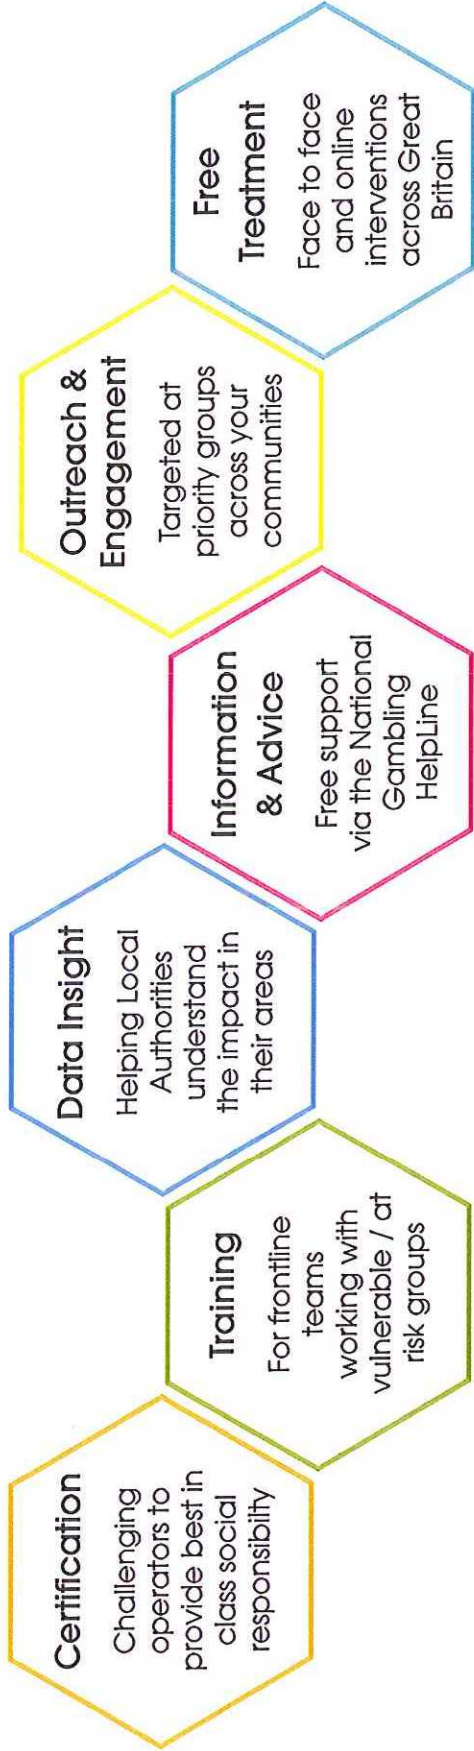 Certification
Challenging
operators to
provide best in
class social
responsibilty
Training
For frontline
teams
working with
vulnerable / at
risk groups
Data Insight
Helping Local
Authorities
understand
the impact in
their areas
Information
& Advice
Free support
via the National
Gambling
HelpLine
Outreach &
Engagement
Targeted at
priority groups
across your
communities
Free
Treatment
Face to face
and online
interventions
across Great
Britain